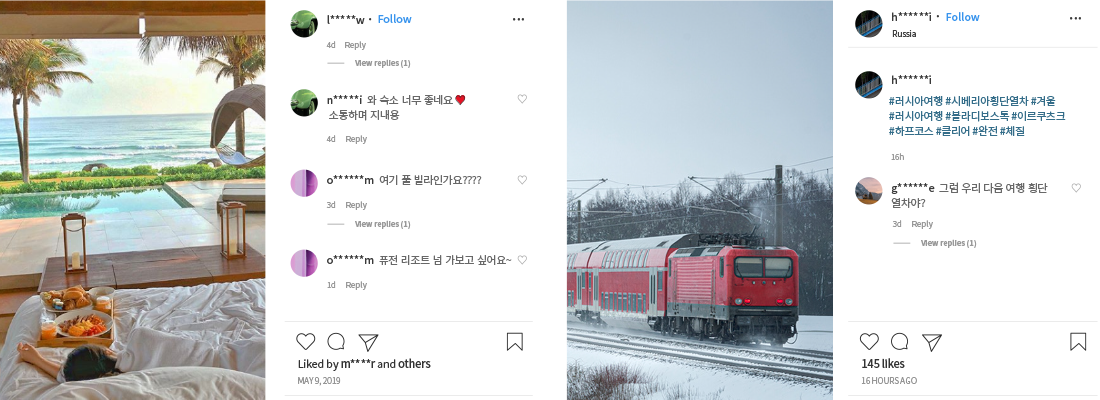 l*****w • Follow
4d Reply
View replies (1)
n*****i 와 숙소 너무 좋네요♥
소통하며 지내용
4d Reply
o******m 여기 풀 빌라인가요????
3d Reply
View replies (1)
o******m 퓨전 리조트 넘 가보고 싶어요~
1d Reply
Liked by m****r and others
MAY 9, 2019
h******i • Follow
Russia
h******i
#러시아여행 #시베리아횡단열차 #겨울
#러시아여행 #블라디보스톡 #이르쿠츠크
#하프코스 #클리어 #완전 #체질
16h
g******e 그럼 우리 다음 여행 횡단
열차야?
3d Reply
View replies (1)
145 likes
16 HOURS AGO